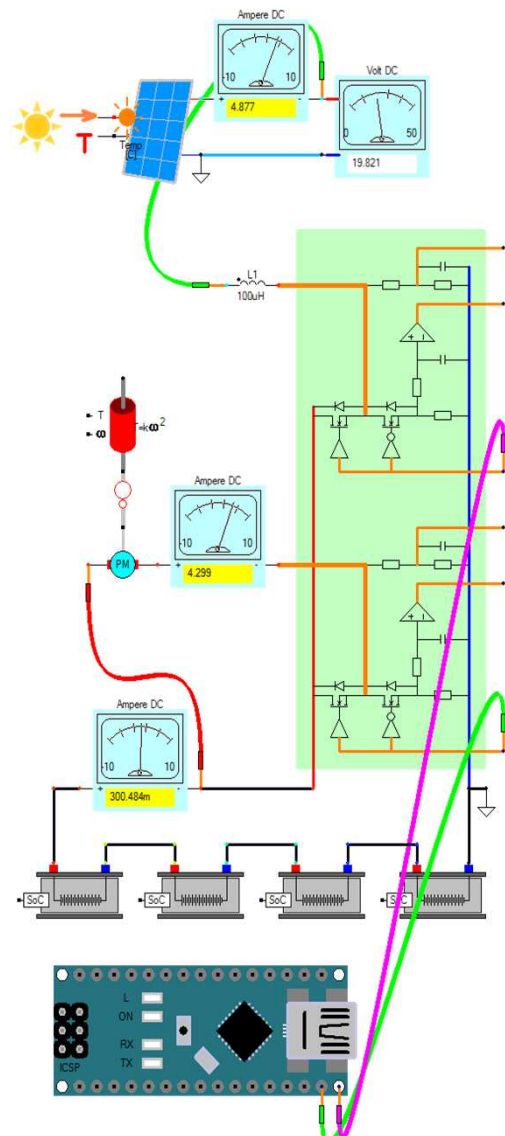 Ampere DC
-10 10
+ -
4.877
Volt DC
0 50
+ -
19.821
T
Temp
[C]
L1
100uH
+ -
T
ω
T=kω²
Ampere DC
-10 10
+ -
4.299
PM
+ -
Ampere DC
-10 10
+ -
300.484m
SoC
SoC
SoC
SoC
L
ON
RX
TX
ICSP